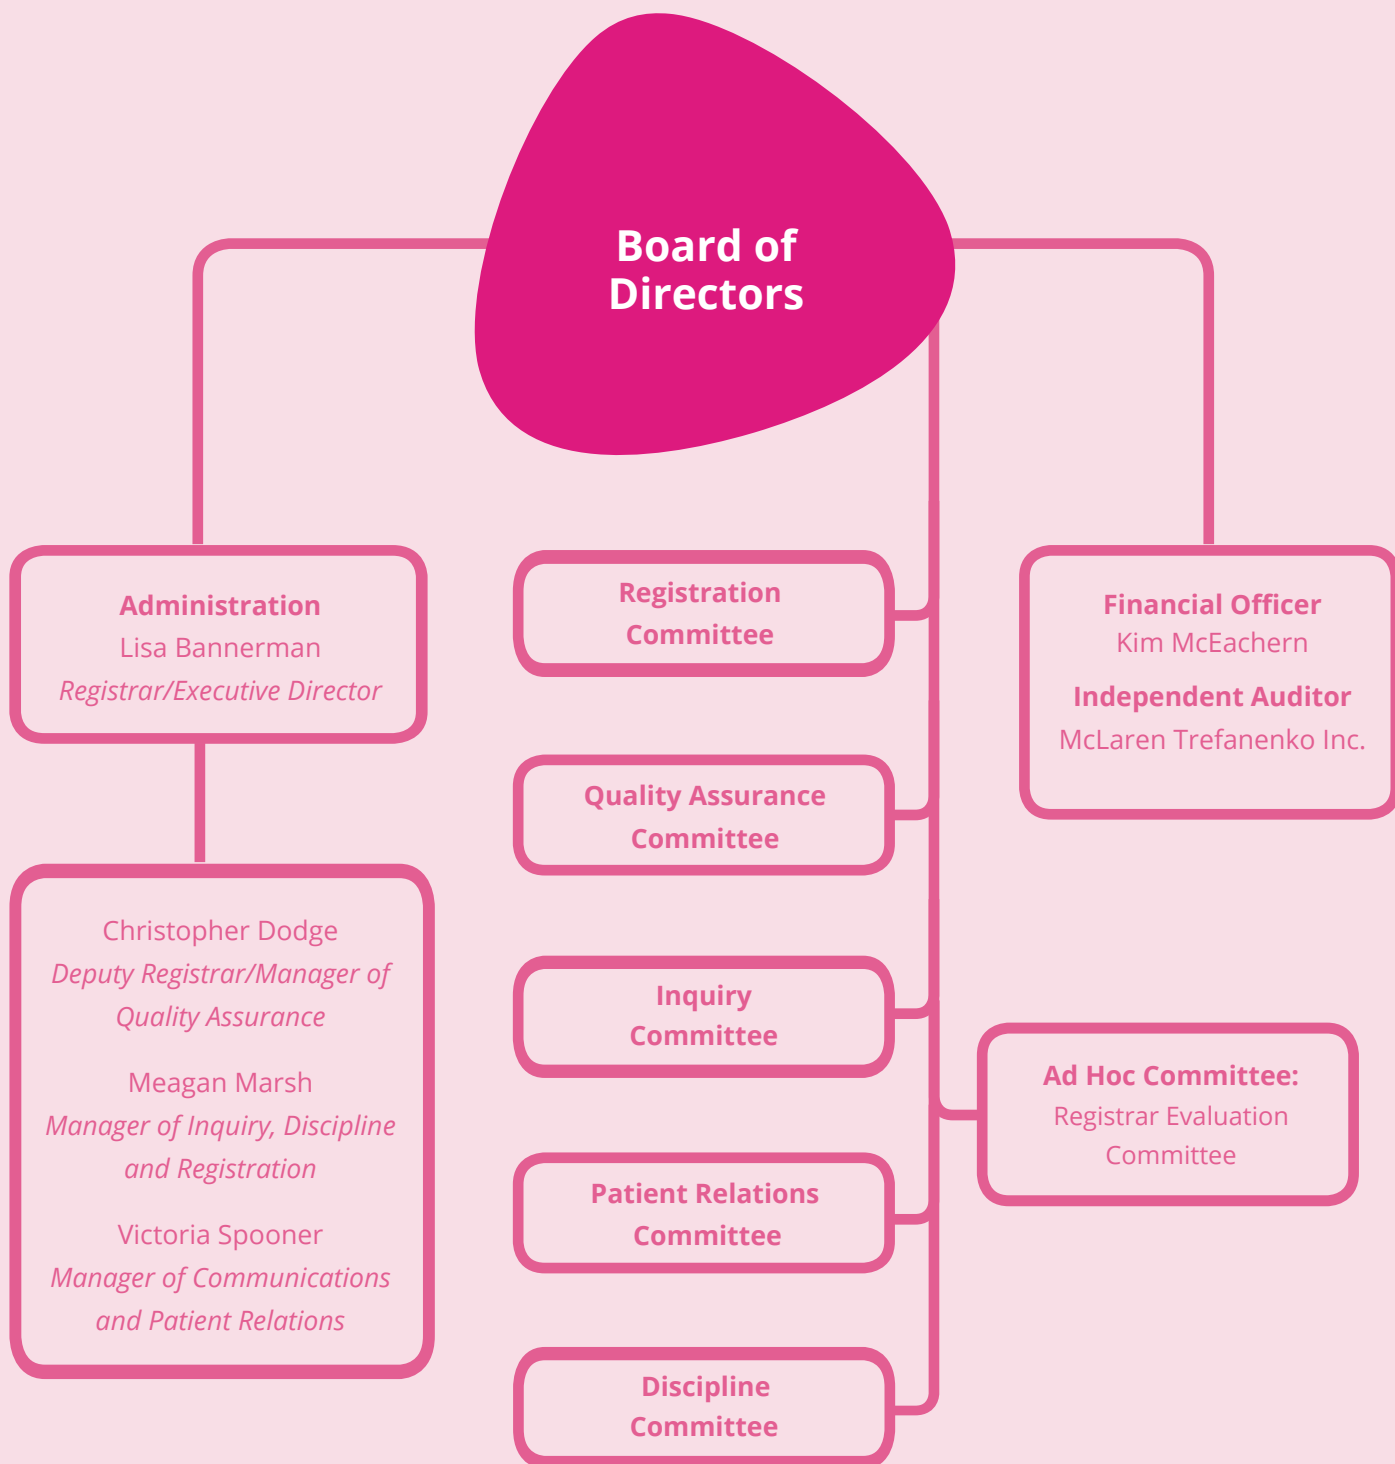 Board of
Directors
Administration
Lisa Bannerman
Registrar/Executive Director
Christopher Dodge
Deputy Registrar/Manager of
Quality Assurance
Meagan Marsh
Manager of Inquiry, Discipline
and Registration
Victoria Spooner
Manager of Communications
and Patient Relations
Registration
Committee
Quality Assurance
Committee
Inquiry
Committee
Patient Relations
Committee
Discipline
Committee
Financial Officer
Kim McEachern
Independent Auditor
McLaren Trefanenko Inc.
Ad Hoc Committee:
Registrar Evaluation
Committee